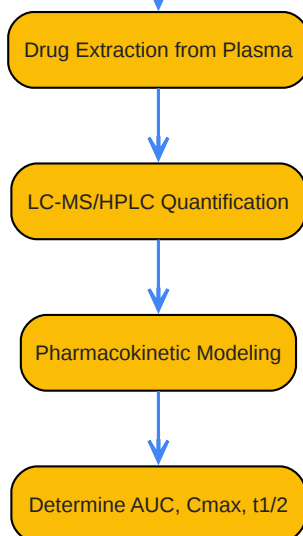 Drug Extraction from Plasma
LC-MS/HPLC Quantification
Pharmacokinetic Modeling
Determine AUC, Cmax, t1/2